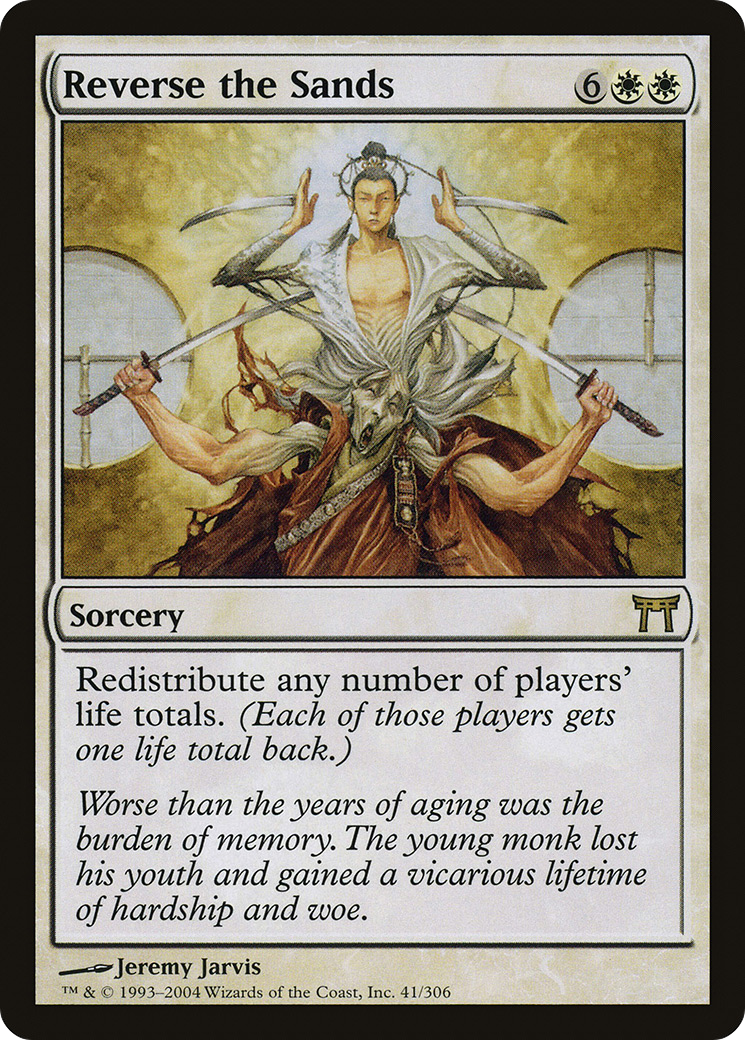 Reverse the Sands 6
Sorcery
Redistribute any number of players’
life totals. (Each of those players gets
one life total back.)
Worse than the years of aging was the
burden of memory. The young monk lost
his youth and gained a vicarious lifetime
of hardship and woe.
Jeremy Jarvis
™ & © 1993–2004 Wizards of the Coast, Inc. 41/306